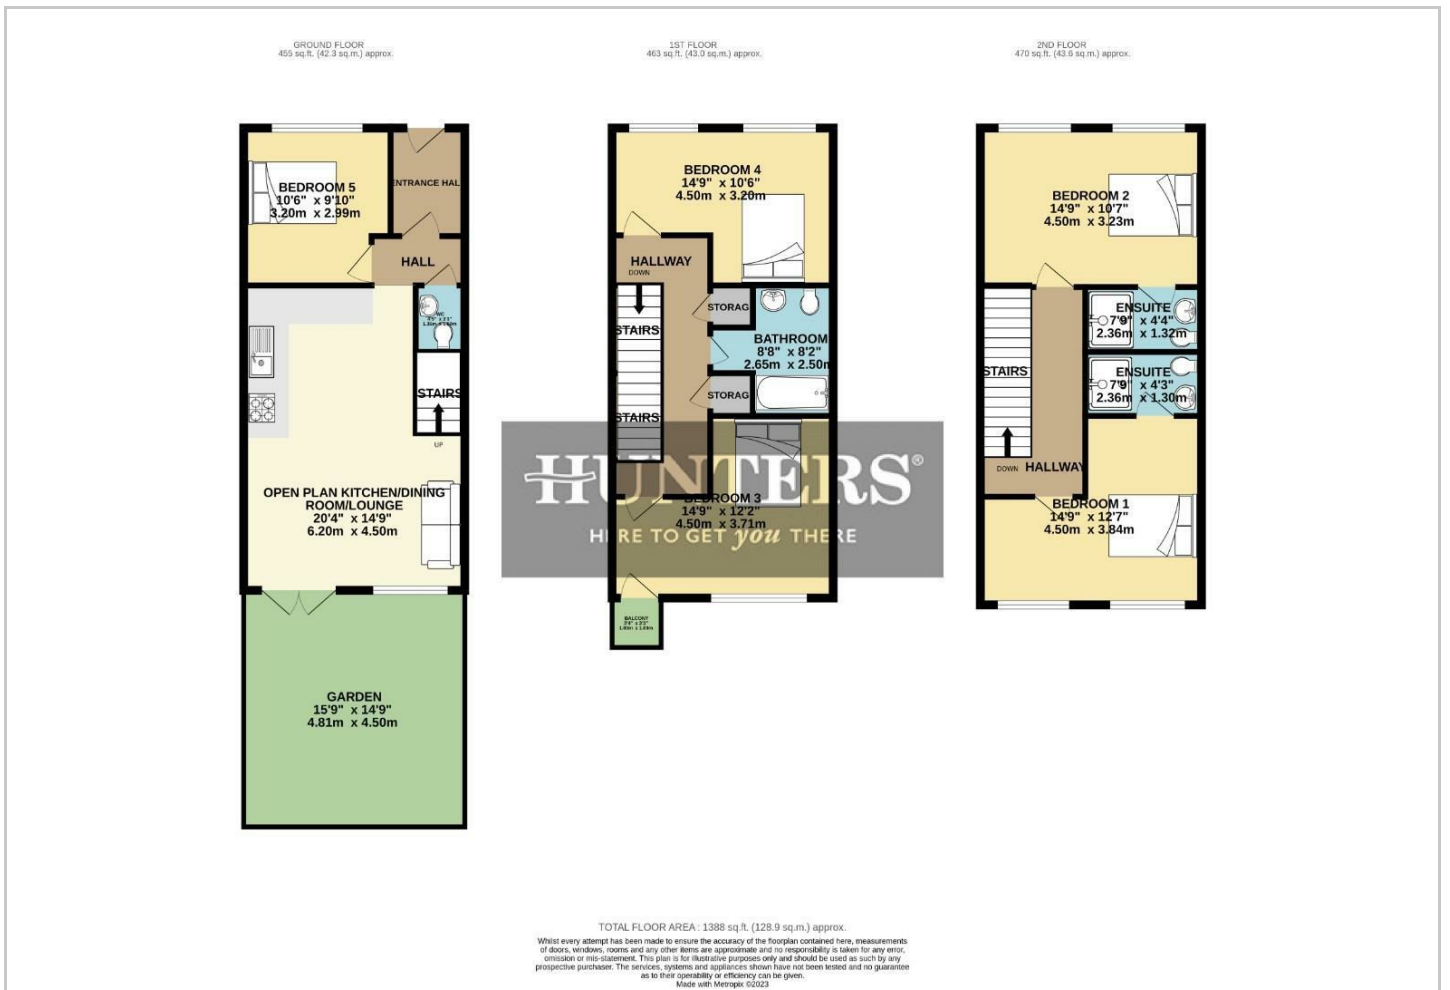 GROUND FLOOR
455 sq.ft. (42.3 sq.m.) approx.
BEDROOM 5
10'6" x 9'10"
3.20m x 2.99m
ENTRANCE HAL
HALL
WC
STAIRS
UP
OPEN PLAN KITCHEN/DINING
ROOM/LOUNGE
20'4" x 14'9"
6.20m x 4.50m
GARDEN
15'9" x 14'9"
4.81m x 4.50m
1ST FLOOR
463 sq.ft. (43.0 sq.m.) approx.
BEDROOM 4
14'9" x 10'6"
4.50m x 3.20m
HALLWAY
DOWN
STORAG
STAIRS
BATHROOM
8'8" x 8'2"
2.65m x 2.50m
STORAG
STAIRS
BEDROOM 3
14'9" x 12'2"
4.50m x 3.71m
BALCONY
HUNTERS®
HERE TO GET you THERE
2ND FLOOR
470 sq.ft. (43.6 sq.m.) approx.
BEDROOM 2
14'9" x 10'7"
4.50m x 3.23m
ENSUITE
7'9" x 4'4"
2.36m x 1.32m
STAIRS
ENSUITE
7'9" x 4'3"
2.36m x 1.30m
DOWN
HALLWAY
BEDROOM 1
14'9" x 12'7"
4.50m x 3.84m
TOTAL FLOOR AREA : 1388 sq.ft. (128.9 sq.m.) approx.
Whilst every attempt has been made to ensure the accuracy of the floorplan contained here, measurements
of doors, windows, rooms and any other items are approximate and no responsibility is taken for any error,
omission or mis-statement. This plan is for illustrative purposes only and should be used as such by any
prospective purchaser. The services, systems and appliances shown have not been tested and no guarantee
as to their operability or efficiency can be given.
Made with Metropix ©2023